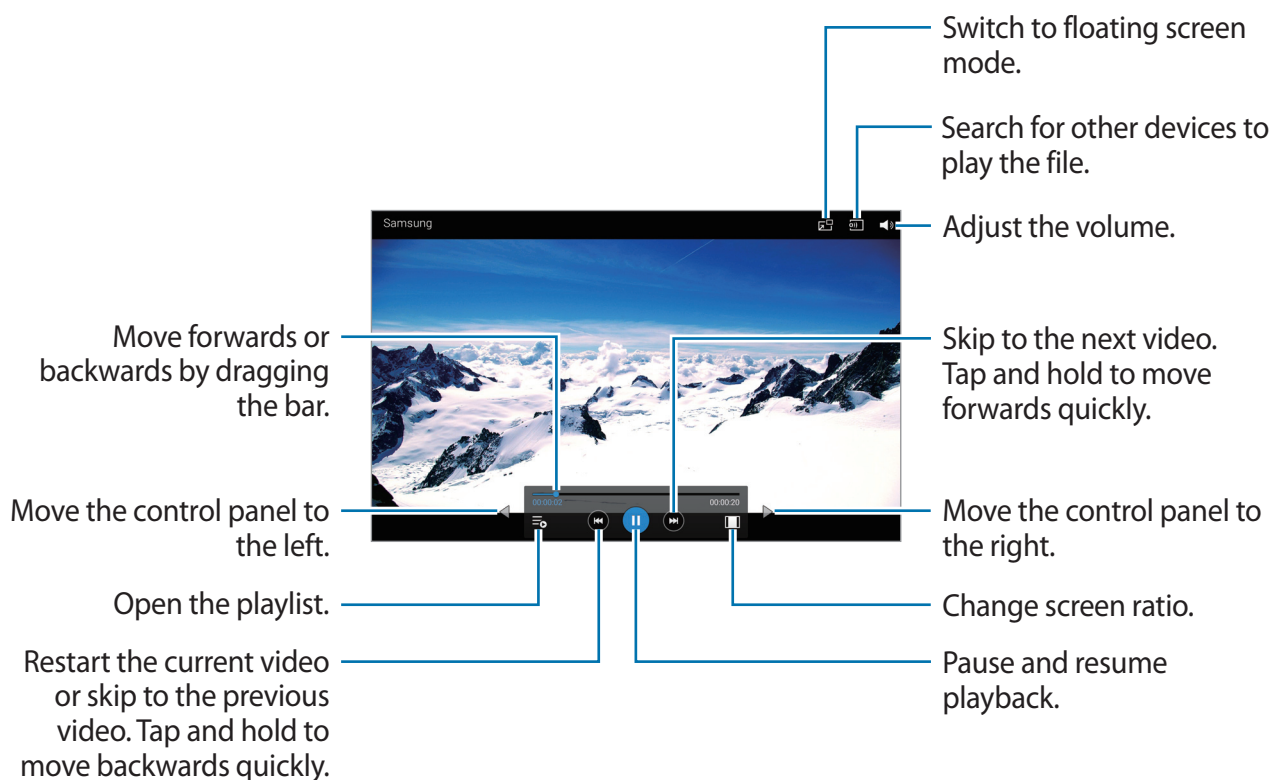 Switch to floating screen
mode.
Search for other devices to
play the file.
Samsung
Adjust the volume.
Move forwards or
backwards by dragging
the bar.
Skip to the next video.
Tap and hold to move
forwards quickly.
00:00:02
00:00:20
Move the control panel to
the left.
Move the control panel to
the right.
Open the playlist.
Change screen ratio.
Restart the current video
or skip to the previous
video. Tap and hold to
move backwards quickly.
Pause and resume
playback.